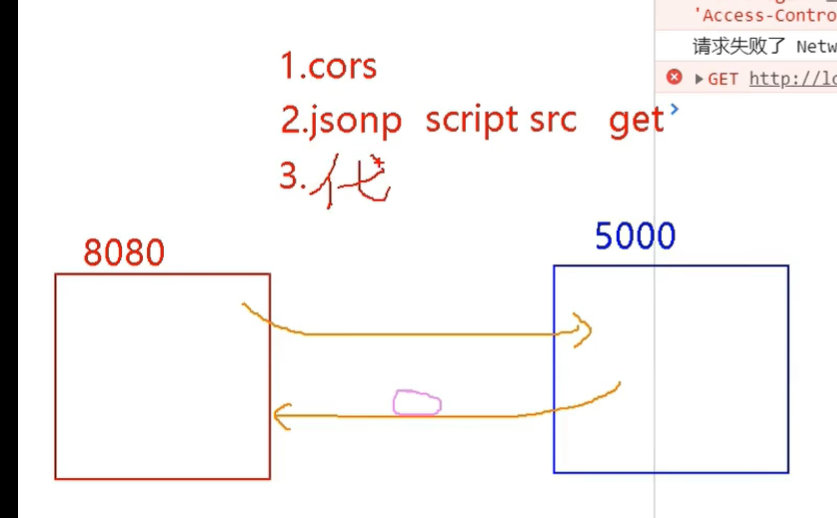 'Access-Contro
请求失败了 Netw
GET http://lo
1.cors
2.jsonp script src get
3.代
8080
5000